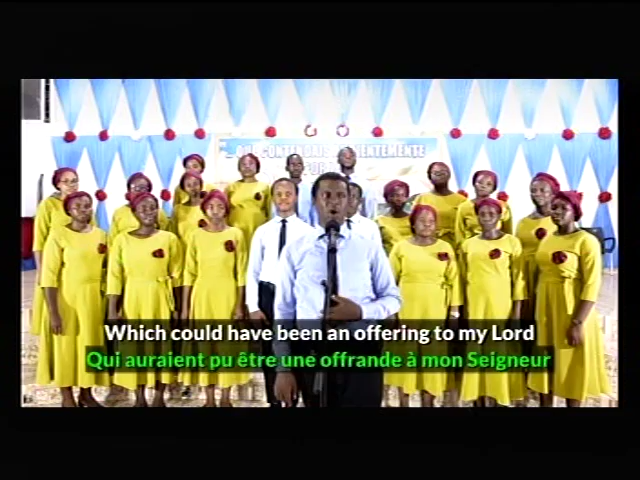 Which could have been an offering to my Lord
Qui auraient pu être une offrande à mon Seigneur